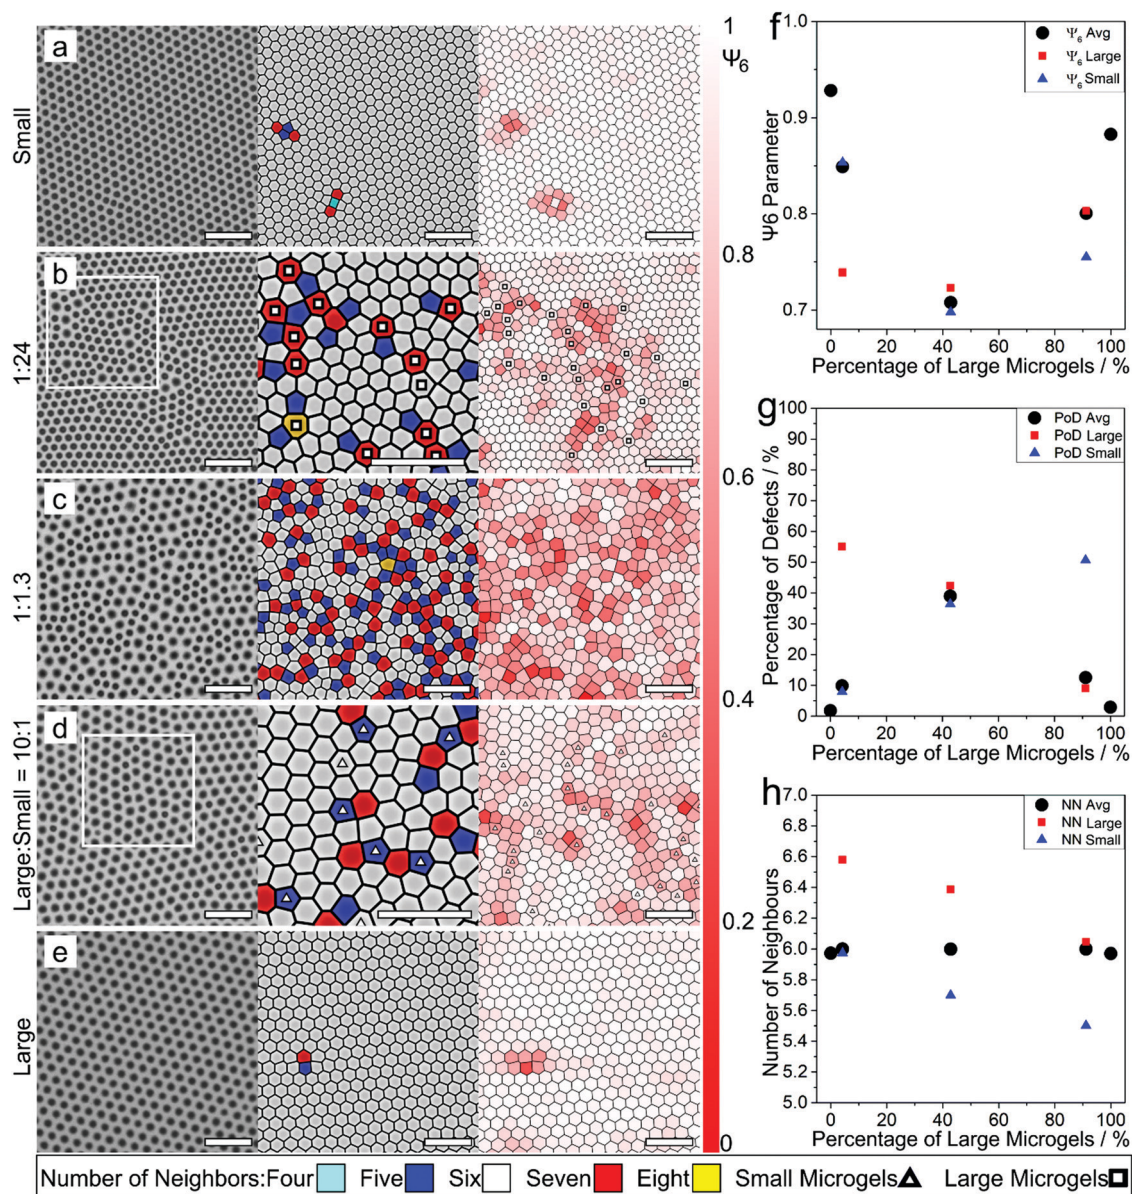 a
Small
b
1:24
c
1:1.3
d
Large:Small = 10:1
e
Large
1
Ψ6
0.8
0.6
0.4
0.2
0
f
1.0
0.9
0.8
0.7
Ψ6 Parameter
Ψ6 Avg
Ψ6 Large
Ψ6 Small
0 20 40 60 80 100
Percentage of Large Microgels / %
g
100
90
80
70
60
50
40
30
20
10
0
Percentage of Defects / %
PoD Avg
PoD Large
PoD Small
0 20 40 60 80 100
Percentage of Large Microgels / %
h
7.0
6.8
6.6
6.4
6.2
6.0
5.8
5.6
5.4
5.2
5.0
Number of Neighbours
NN Avg
NN Large
NN Small
0 20 40 60 80 100
Percentage of Large Microgels / %
Number of Neighbors:Four Five Six Seven Eight Small Microgels Large Microgels